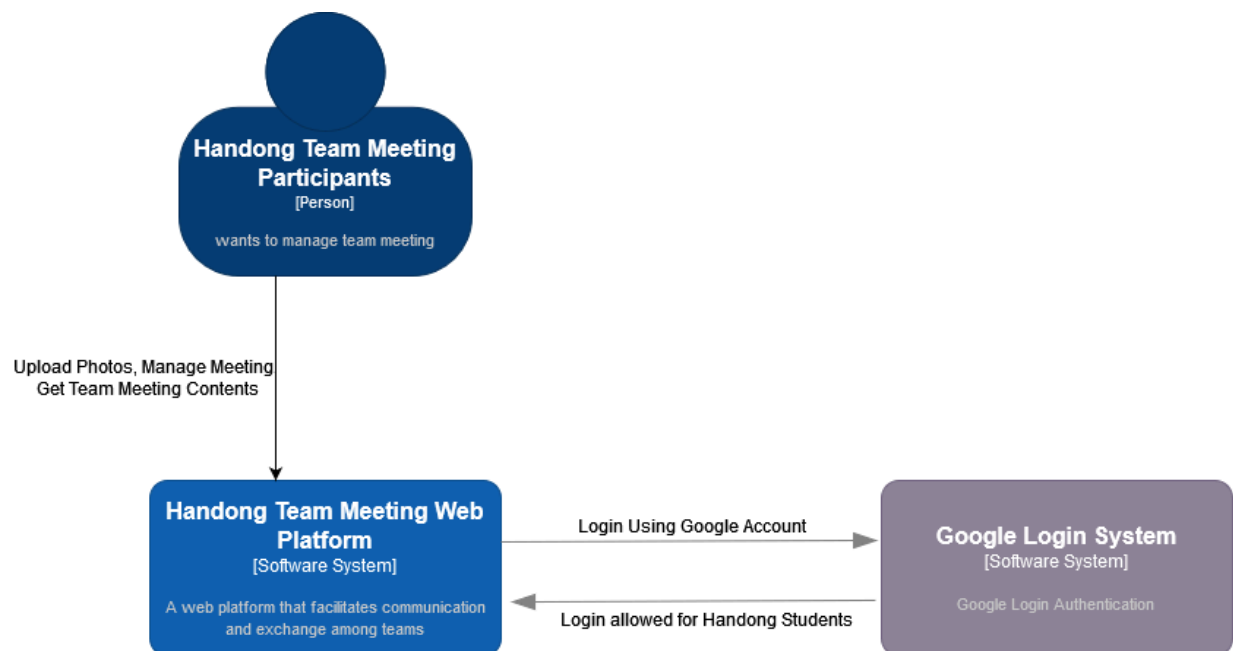 Handong Team Meeting
Participants
[Person]
wants to manage team meeting
Upload Photos, Manage Meeting
Get Team Meeting Contents
Handong Team Meeting Web
Platform
[Software System]
A web platform that facilitates communication
and exchange among teams
Login Using Google Account
Login allowed for Handong Students
Google Login System
[Software System]
Google Login Authentication